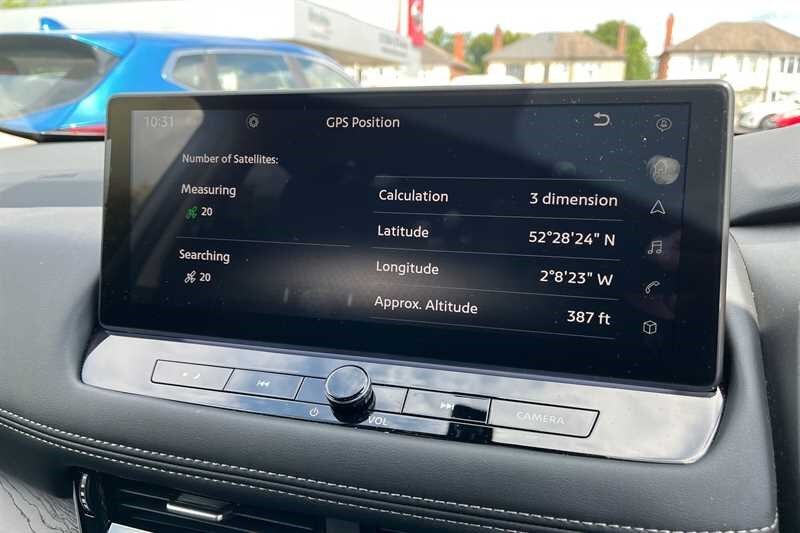 10:31
GPS Position
Number of Satellites:
Measuring
20
Searching
20
Calculation 3 dimension
Latitude 52°28'24" N
Longitude 2°8'23" W
Approx. Altitude 387 ft
VOL
CAMERA